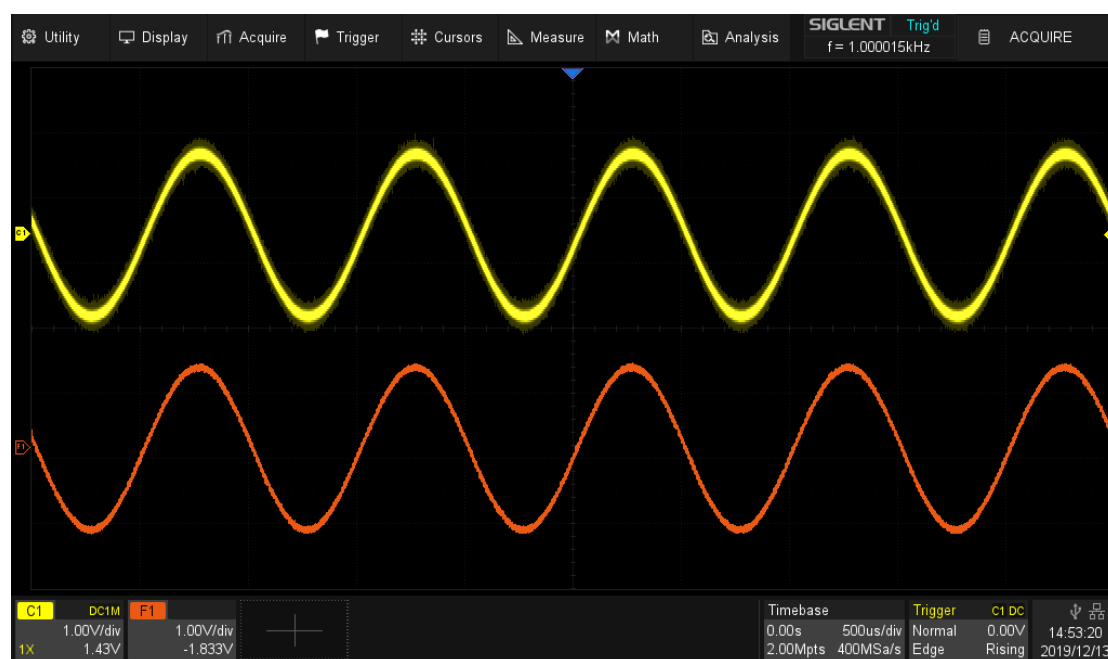 Utility Display Acquire Trigger Cursors Measure Math Analysis SIGLENT Trig'd ACQUIRE
f = 1.000015kHz
C1
F1
C1 DC1M F1 Timebase Trigger C1 DC
1.00V/div 1.00V/div 0.00s 500us/div Normal 0.00V 14:53:20
1X 1.43V -1.833V 2.00Mpts 400MSa/s Edge Rising 2019/12/13